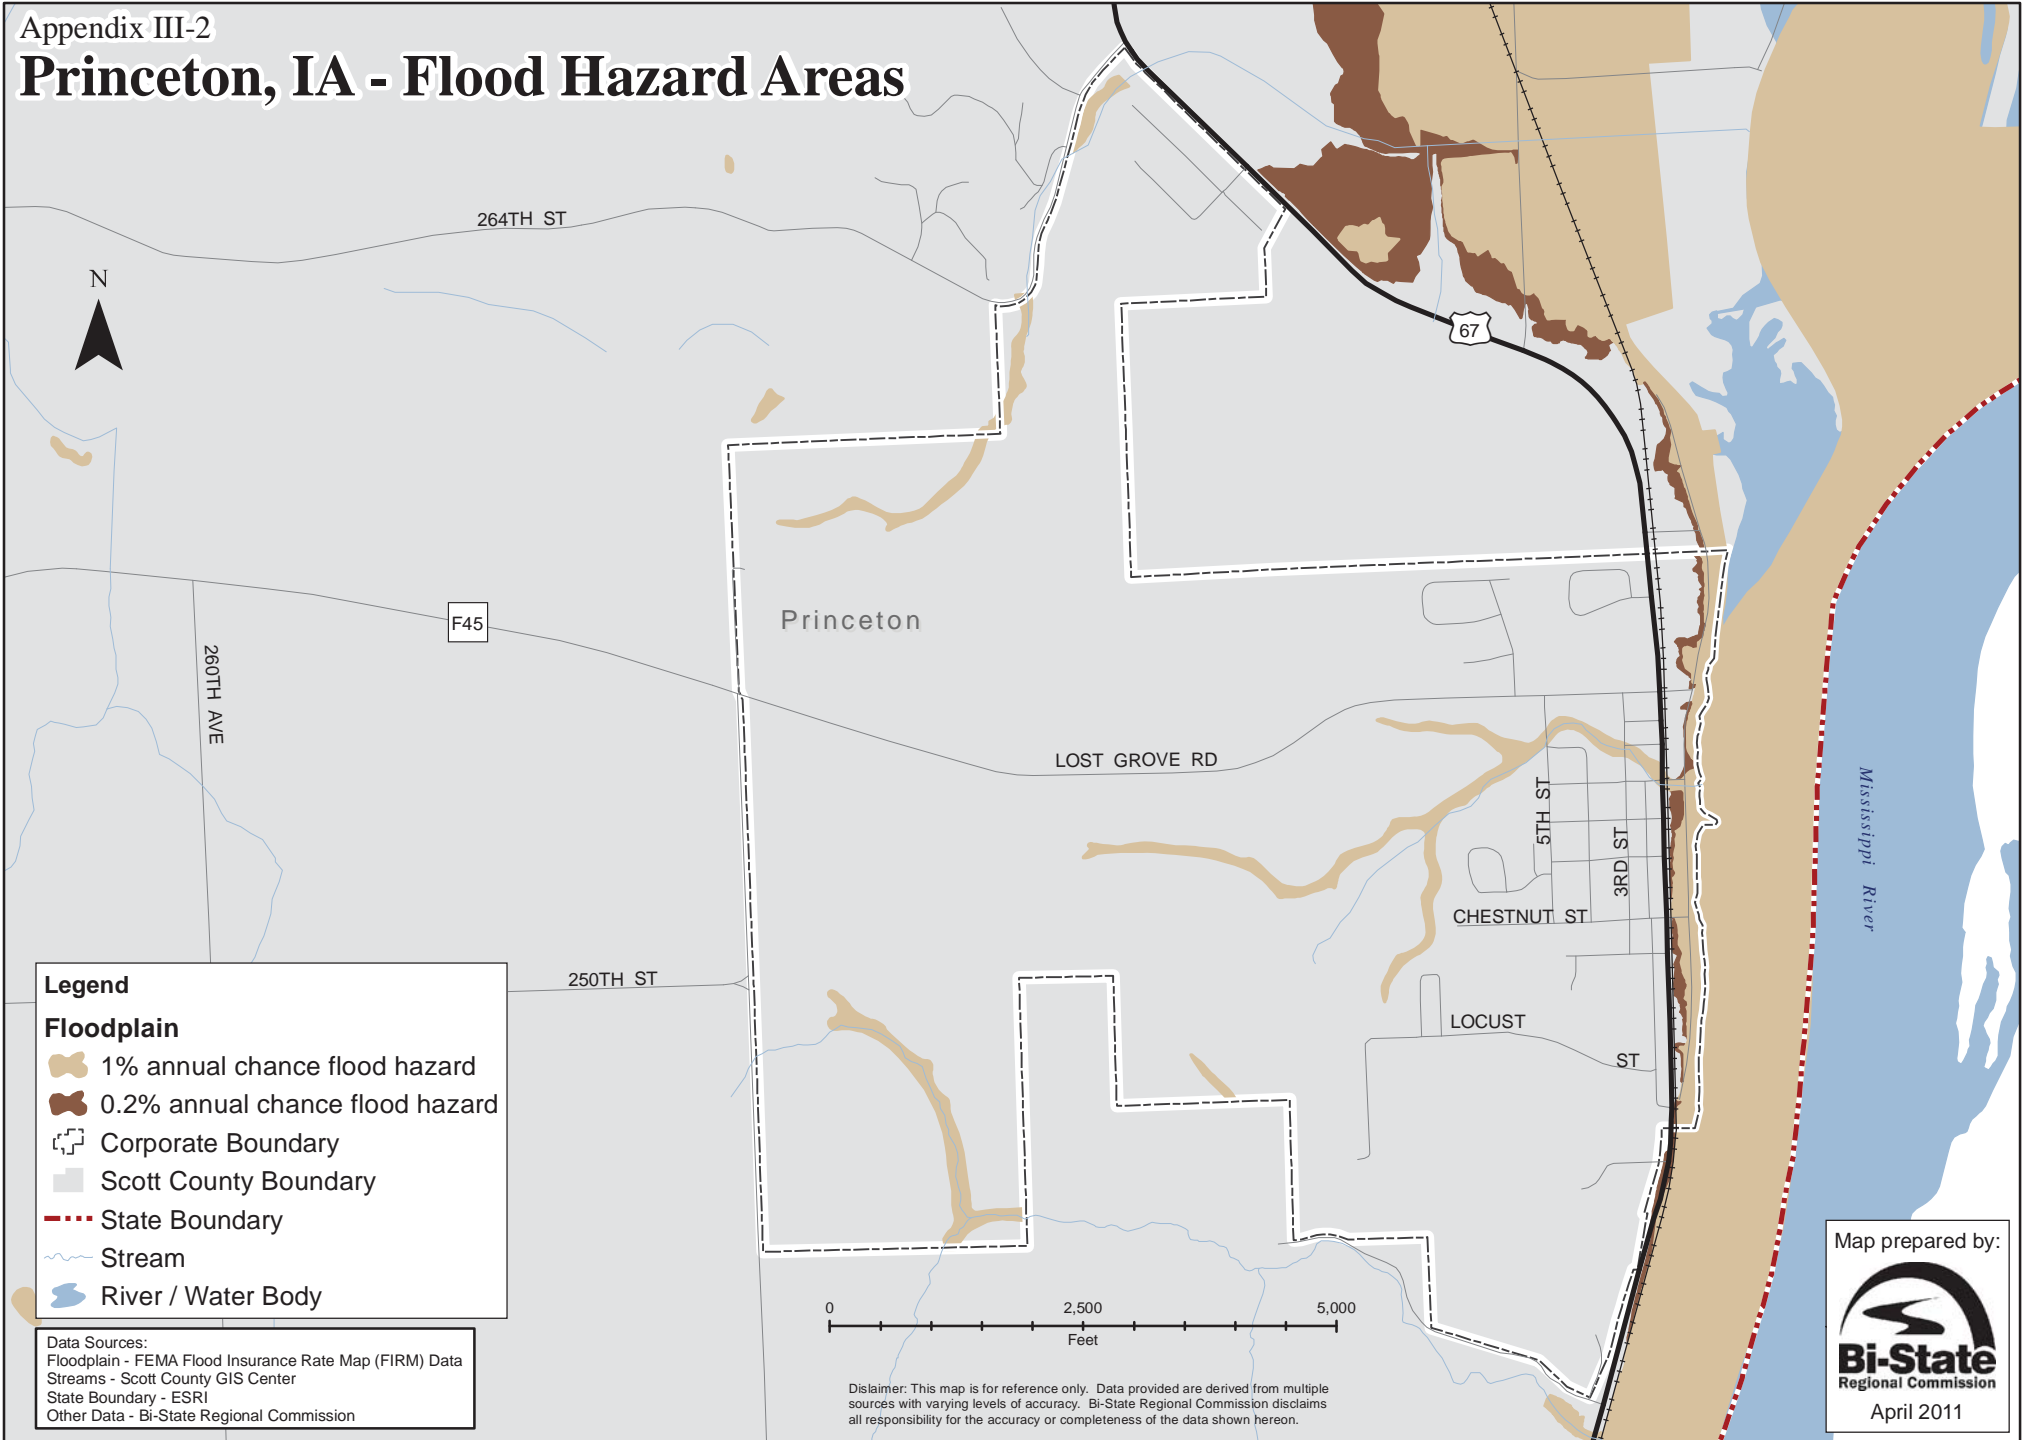 Appendix III-2
Princeton, IA - Flood Hazard Areas
264TH ST
N
67
F45
Princeton
260TH AVE
LOST GROVE RD
5TH ST
3RD ST
Mississippi River
CHESTNUT ST
250TH ST
LOCUST
ST
Legend
Floodplain
1% annual chance flood hazard
0.2% annual chance flood hazard
Corporate Boundary
Scott County Boundary
State Boundary
Stream
River / Water Body
Data Sources:
Floodplain - FEMA Flood Insurance Rate Map (FIRM) Data
Streams - Scott County GIS Center
State Boundary - ESRI
Other Data - Bi-State Regional Commission
0 2,500 5,000
Feet
Dislaimer: This map is for reference only. Data provided are derived from multiple
sources with varying levels of accuracy. Bi-State Regional Commission disclaims
all responsibility for the accuracy or completeness of the data shown hereon.
Map prepared by:
Bi-State
Regional Commission
April 2011